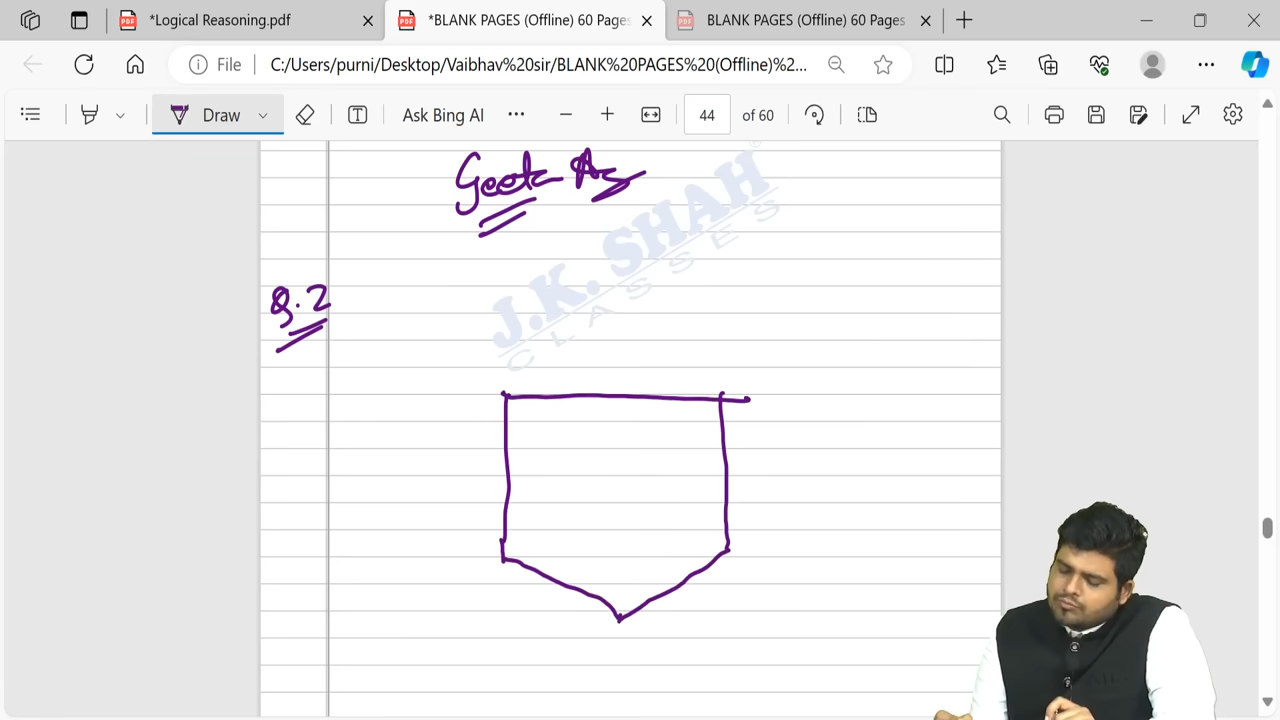 *Logical Reasoning.pdf
*BLANK PAGES (Offline) 60 Pages
BLANK PAGES (Offline) 60 Pages
File
C:/Users/purni/Desktop/Vaibhav%20sir/BLANK%20PAGES%20(Offline)%2...
Draw
Ask Bing AI
44 of 60
Geeta
J.K. SHAH®
CLASSES
Q.2